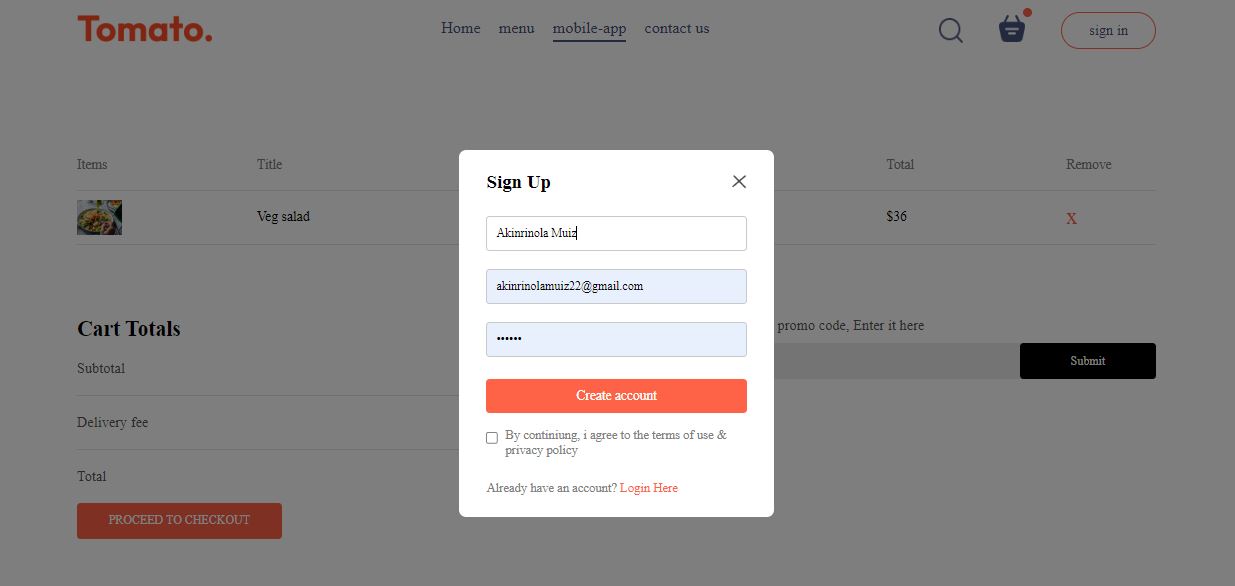 Tomato.
Home menu mobile-app contact us
sign in
Items Title Total Remove
Veg salad $36 X
Sign Up
Akinrinola Muiz
akinrinolamuiz22@gmail.com
••••••
Create account
By continiung, i agree to the terms of use &
privacy policy
Already have an account? Login Here
Cart Totals
Subtotal
Delivery fee
Total
PROCEED TO CHECKOUT
promo code, Enter it here
Submit